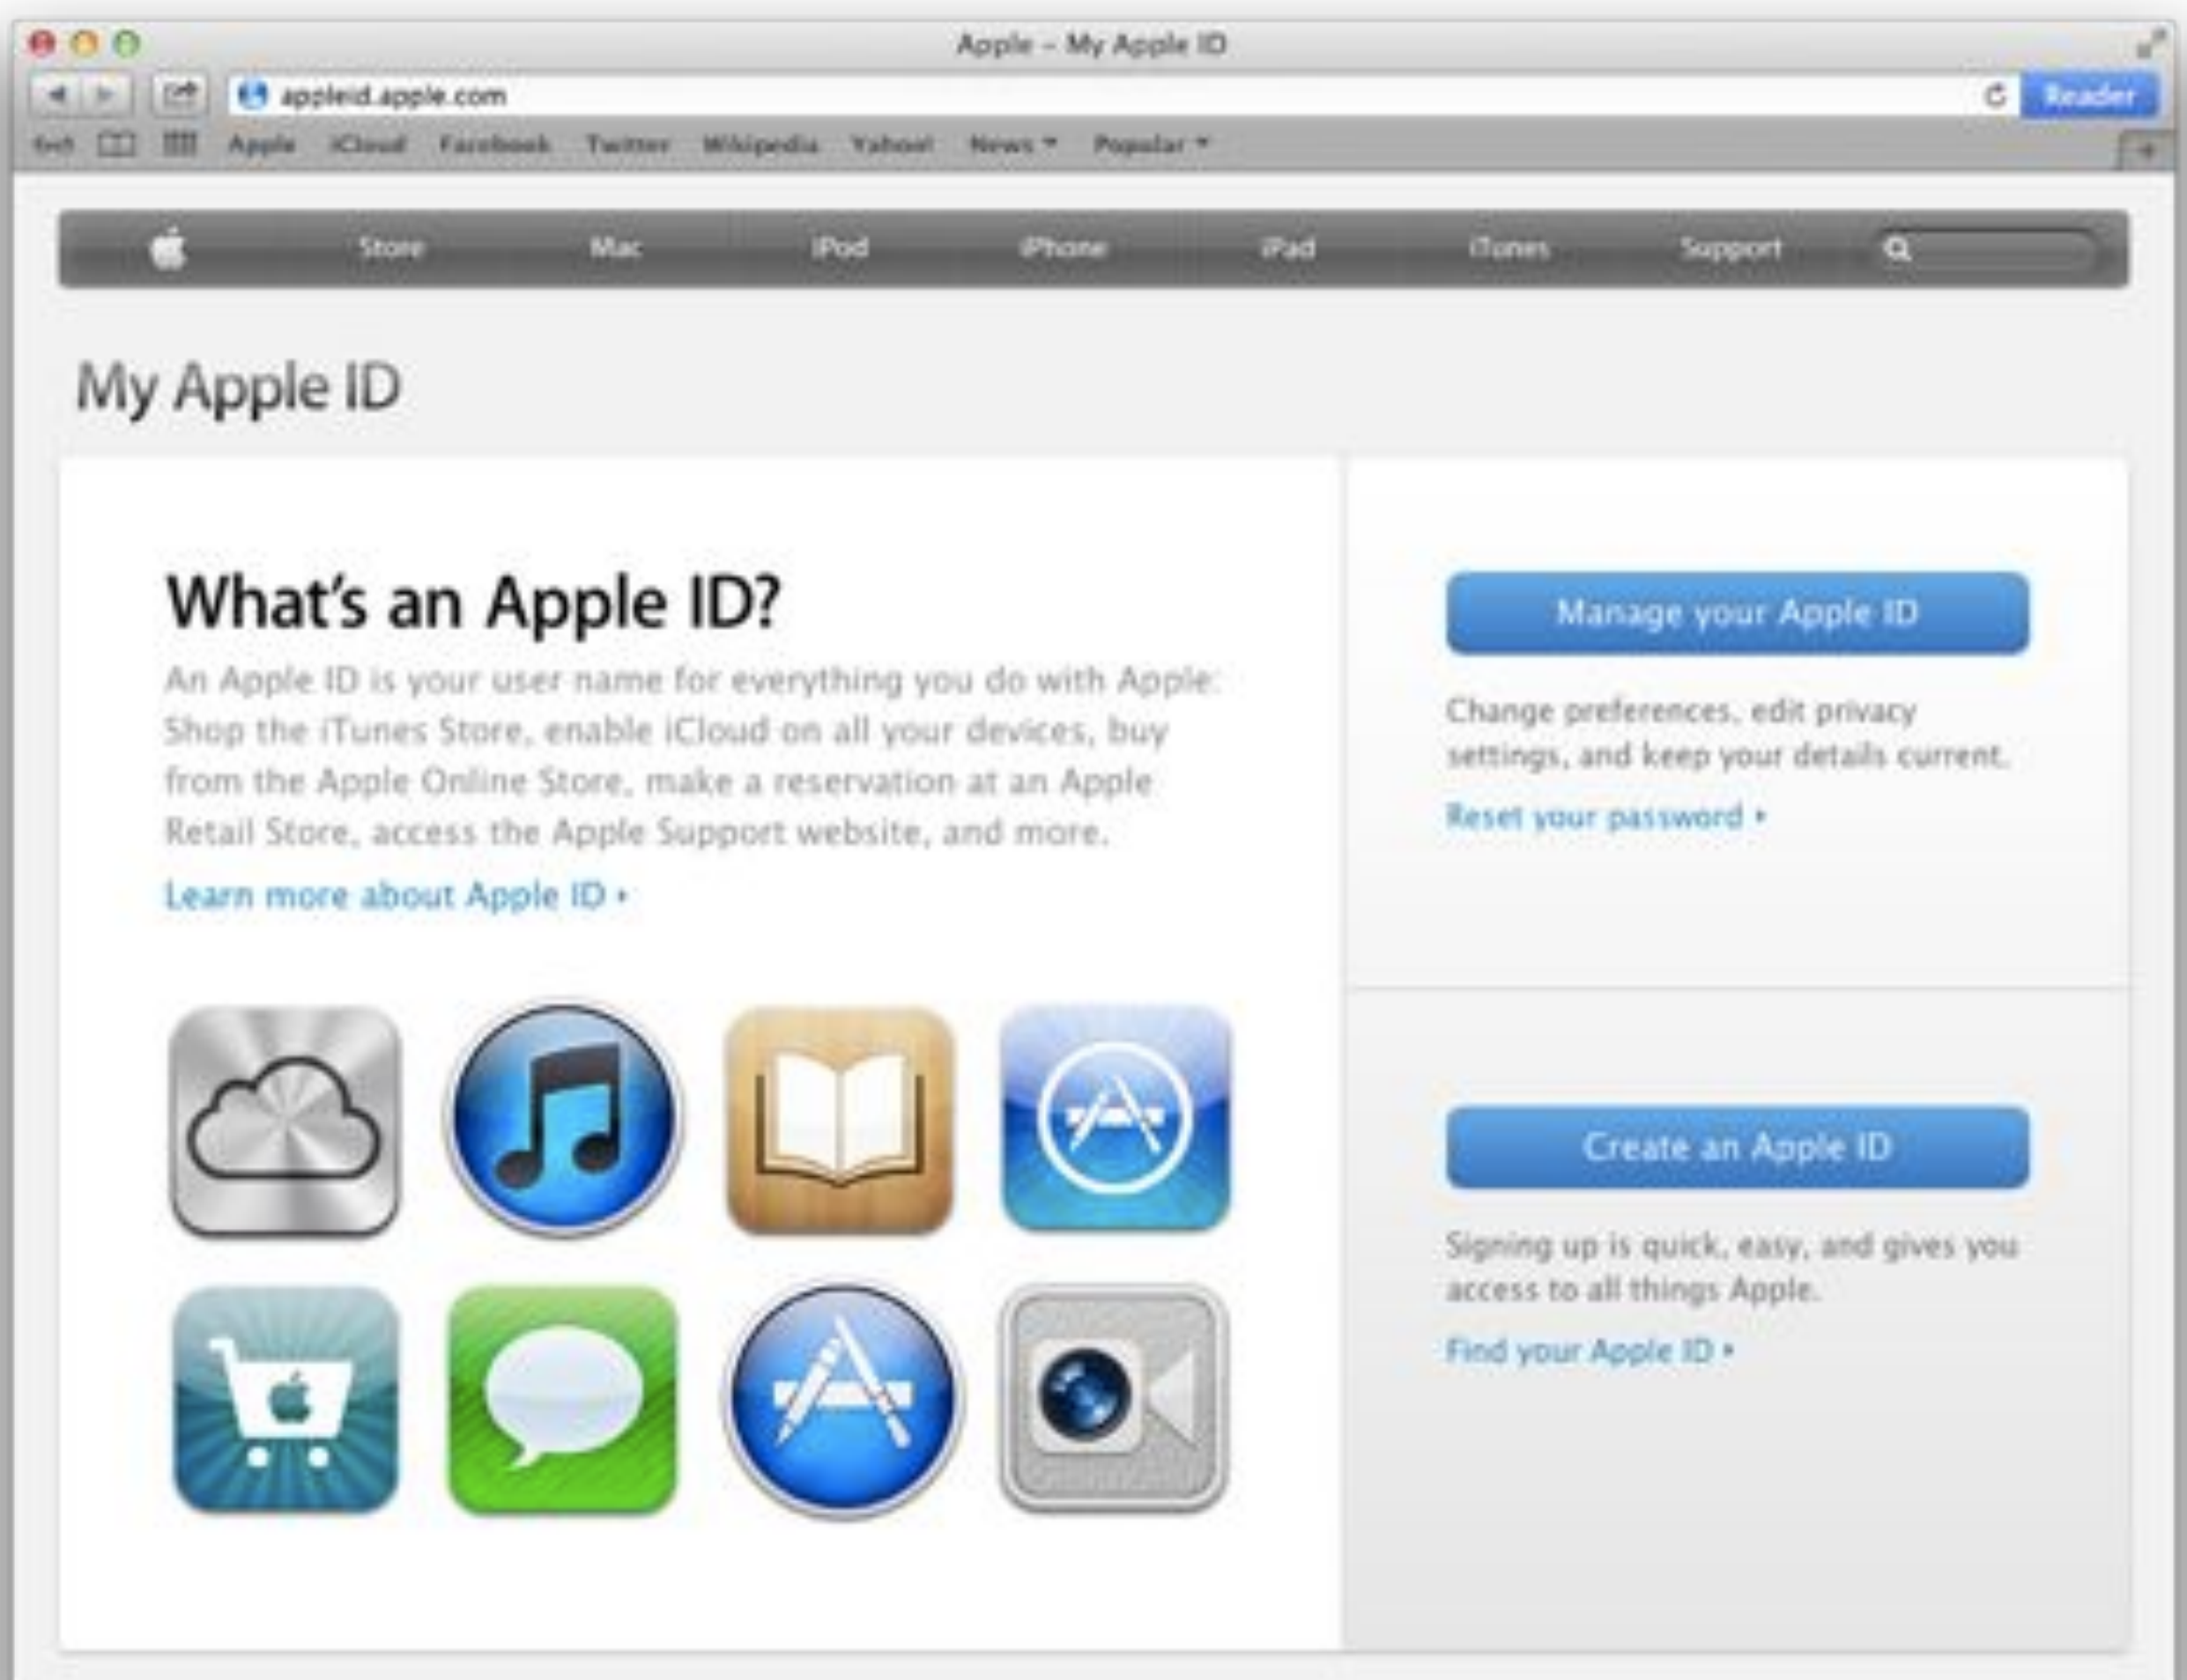 Apple – My Apple ID
appleid.apple.com
Reader
Apple iCloud Facebook Twitter Wikipedia Yahoo! News Popular
Store Mac iPod iPhone iPad iTunes Support
My Apple ID
What's an Apple ID?
An Apple ID is your user name for everything you do with Apple:
Shop the iTunes Store, enable iCloud on all your devices, buy
from the Apple Online Store, make a reservation at an Apple
Retail Store, access the Apple Support website, and more.
Learn more about Apple ID
Manage your Apple ID
Change preferences, edit privacy
settings, and keep your details current.
Reset your password
Create an Apple ID
Signing up is quick, easy, and gives you
access to all things Apple.
Find your Apple ID